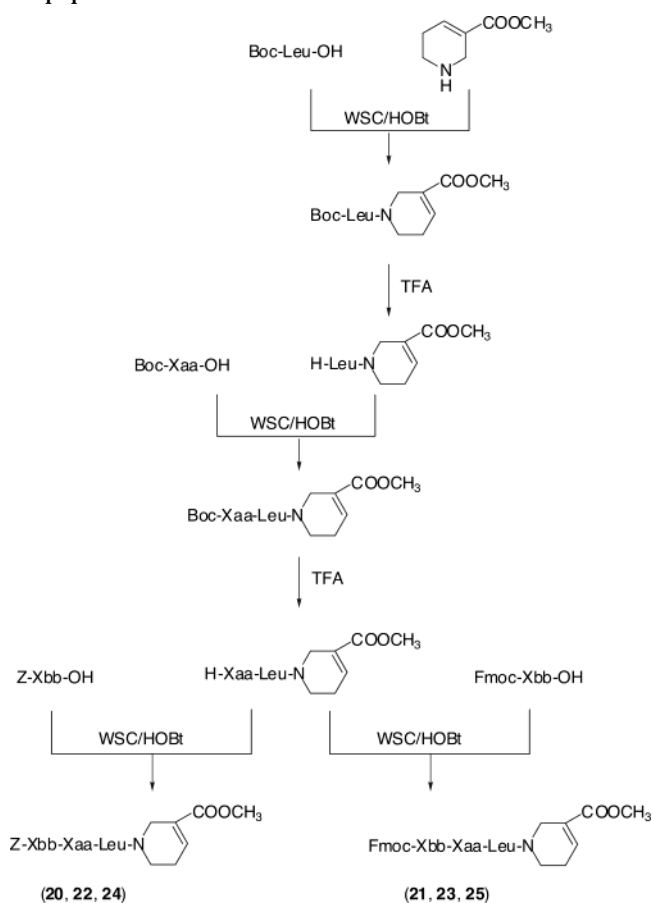 COOCH3
Boc-Leu-OH
N
H
WSC/HOBt
COOCH3
Boc-Leu-N
TFA
COOCH3
Boc-Xaa-OH
H-Leu-N
WSC/HOBt
COOCH3
Boc-Xaa-Leu-N
TFA
COOCH3
Z-Xbb-OH
H-Xaa-Leu-N
Fmoc-Xbb-OH
WSC/HOBt
WSC/HOBt
COOCH3
COOCH3
Z-Xbb-Xaa-Leu-N
Fmoc-Xbb-Xaa-Leu-N
(20, 22, 24)
(21, 23, 25)